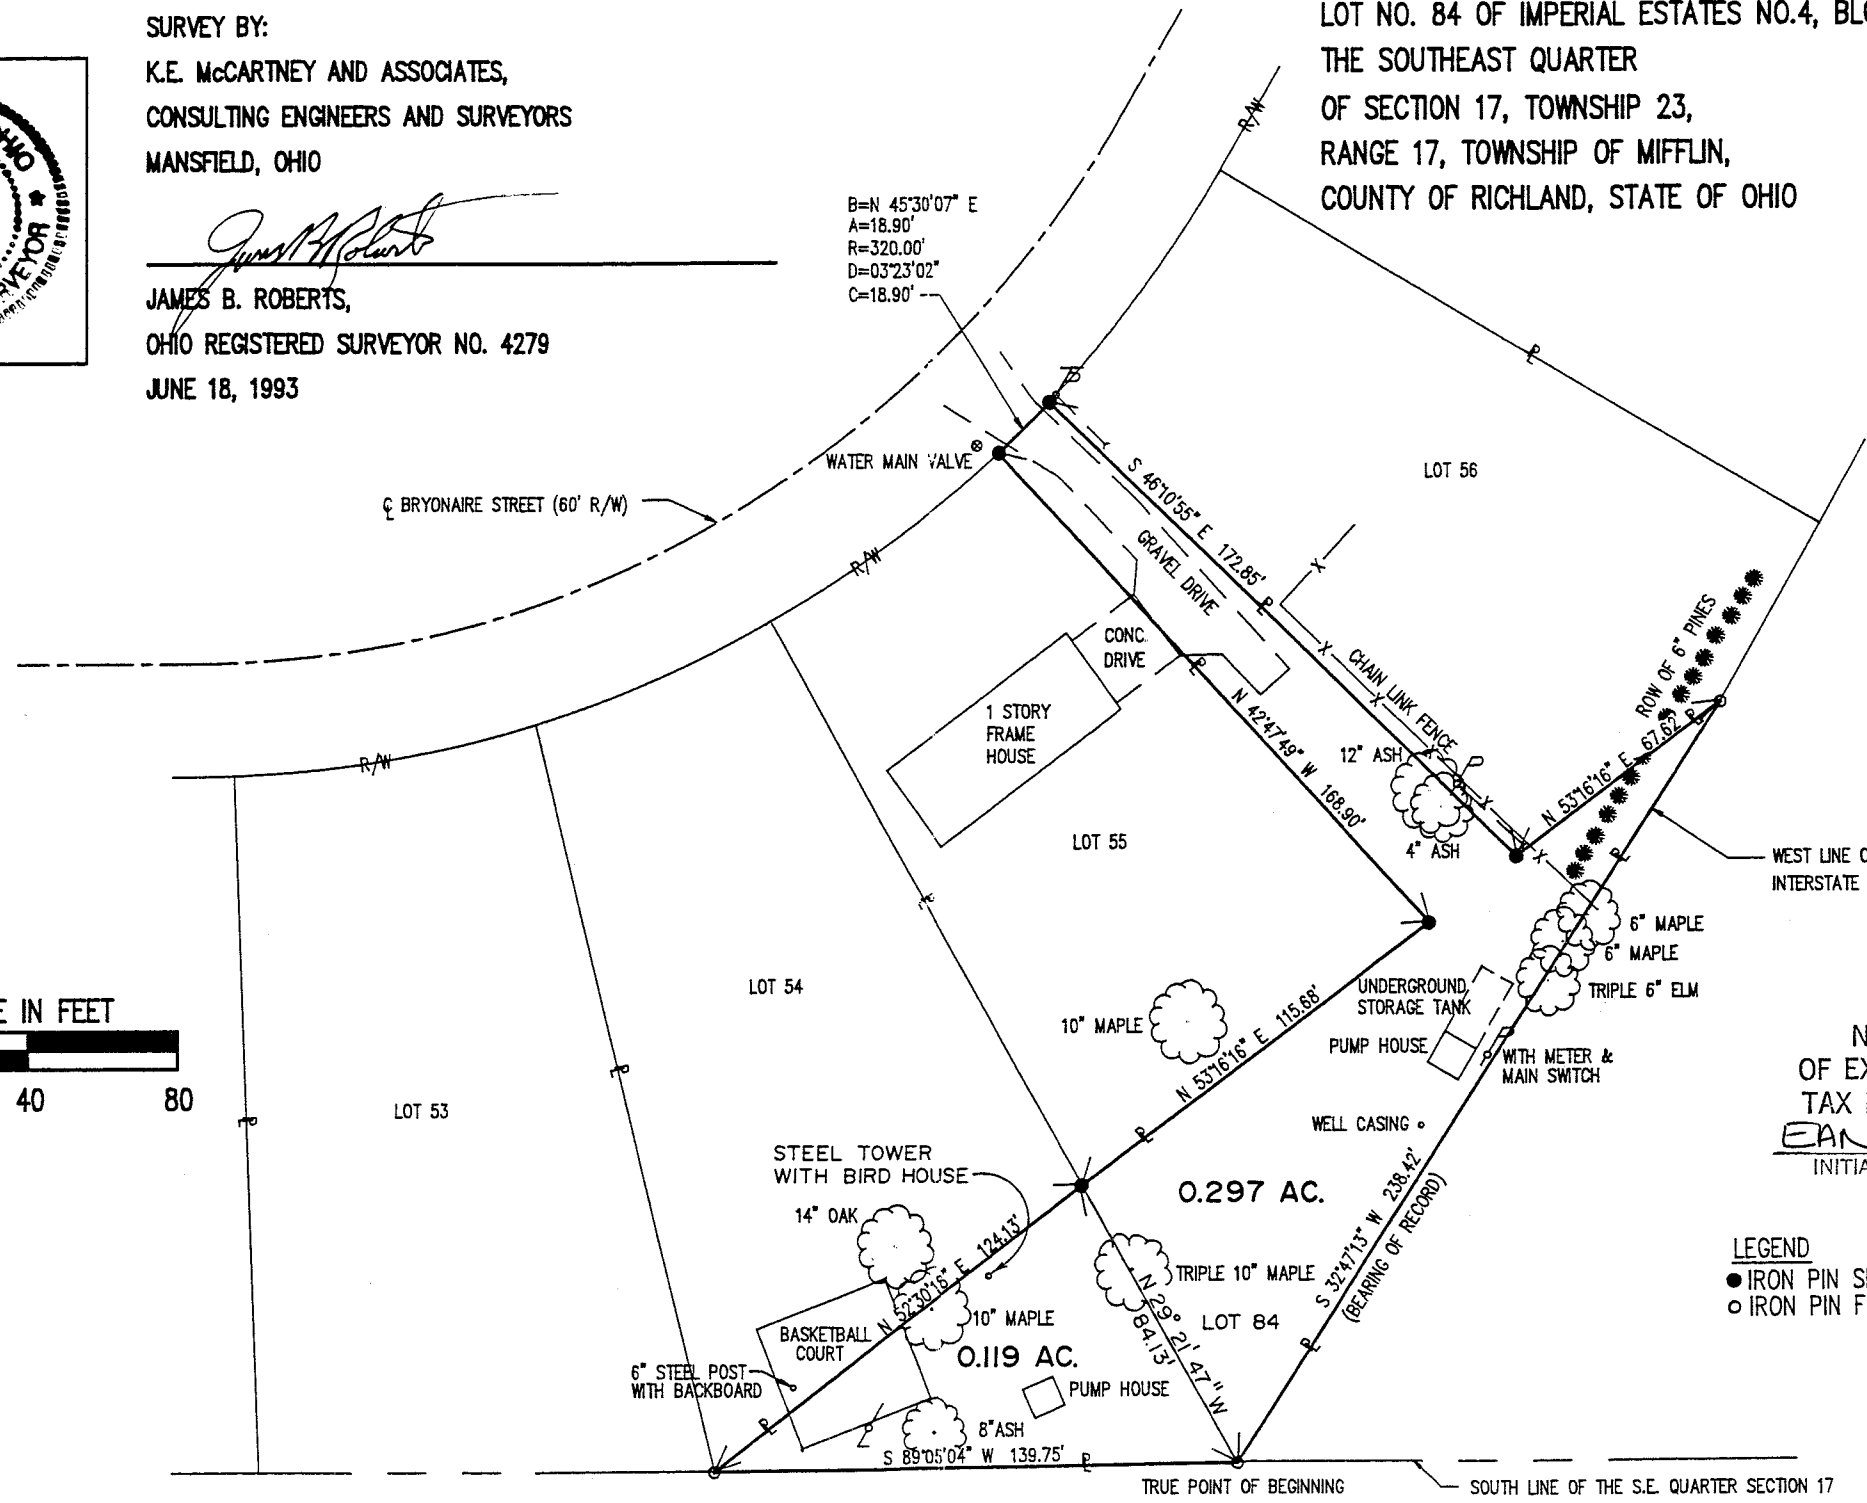 SURVEY BY:
K.E. McCARTNEY AND ASSOCIATES,
CONSULTING ENGINEERS AND SURVEYORS
MANSFIELD, OHIO
James B. Roberts
JAMES B. ROBERTS,
OHIO REGISTERED SURVEYOR NO. 4279
JUNE 18, 1993
LOT NO. 84 OF IMPERIAL ESTATES NO.4,
THE SOUTHEAST QUARTER
OF SECTION 17, TOWNSHIP 23,
RANGE 17, TOWNSHIP OF MIFFLIN,
COUNTY OF RICHLAND, STATE OF OHIO
B=N 45°30'07" E
A=18.90'
R=320.00'
D=03°23'02"
C=18.90'
R/W
WATER MAIN VALVE
℄ BRYONAIRE STREET (60' R/W)
R/W
R/W
S 46°10'55" E 172.85'
GRAVEL DRIVE
LOT 56
CONC.
DRIVE
1 STORY
FRAME
HOUSE
N 42°47'49" W 168.90'
CHAIN LINK FENCE
ROW OF 6" PINES
12" ASH
4" ASH
N 53°16'16" E 67.62'
LOT 55
WEST LINE
INTERSTATE
6" MAPLE
6" MAPLE
TRIPLE 6" ELM
UNDERGROUND
STORAGE TANK
PUMP HOUSE
WITH METER &
MAIN SWITCH
WELL CASING
LOT 54
10" MAPLE
N 53°16'16" E 115.68'
IN FEET
40 80
LOT 53
STEEL TOWER
WITH BIRD HOUSE
14" OAK
N 52°30'16" E 124.13'
0.297 AC.
S 32°47'13" W 238.42'
(BEARING OF RECORD)
TRIPLE 10" MAPLE
N 29° 21' 47" W
84.13'
LOT 84
10" MAPLE
BASKETBALL
COURT
0.119 AC.
6" STEEL POST
WITH BACKBOARD
PUMP HOUSE
8" ASH
S 89°05'04" W 139.75'
TRUE POINT OF BEGINNING
SOUTH LINE OF THE S.E. QUARTER SECTION 17
OF
TAX
LEGEND
IRON PIN
IRON PIN